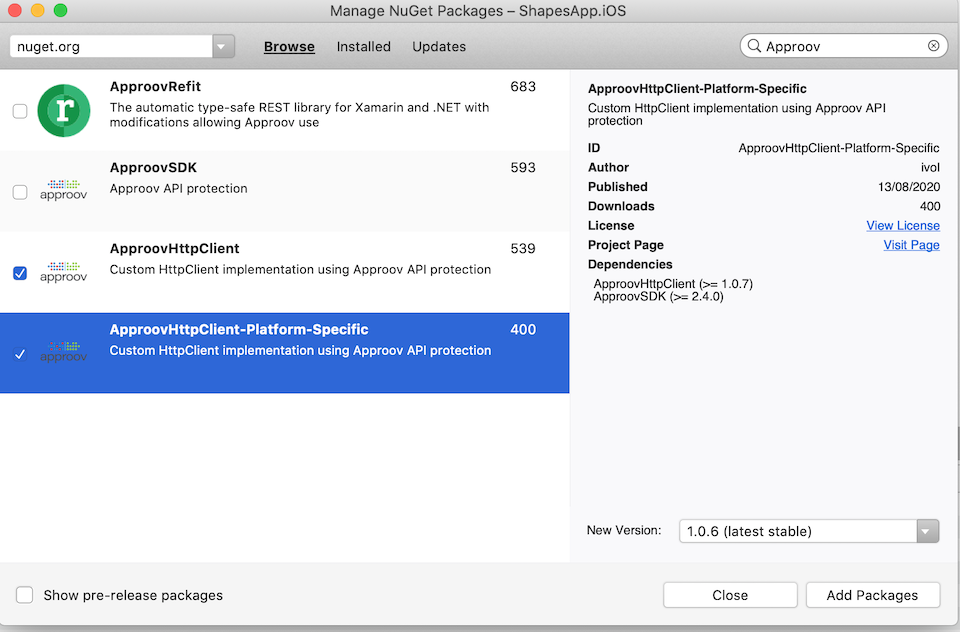 Manage NuGet Packages – ShapesApp.iOS
nuget.org
Browse
Installed
Updates
Approov
ApproovRefit
683
The automatic type-safe REST library for Xamarin and .NET with
modifications allowing Approov use
r
ApproovSDK
593
Approov API protection
approov
ApproovHttpClient
539
Custom HttpClient implementation using Approov API protection
approov
ApproovHttpClient-Platform-Specific
400
Custom HttpClient implementation using Approov API protection
approov
ApproovHttpClient-Platform-Specific
Custom HttpClient implementation using Approov API
protection
ID
ApproovHttpClient-Platform-Specific
Author
ivol
Published
13/08/2020
Downloads
400
License
View License
Project Page
Visit Page
Dependencies
ApproovHttpClient (>= 1.0.7)
ApproovSDK (>= 2.4.0)
New Version:
1.0.6 (latest stable)
Show pre-release packages
Close
Add Packages